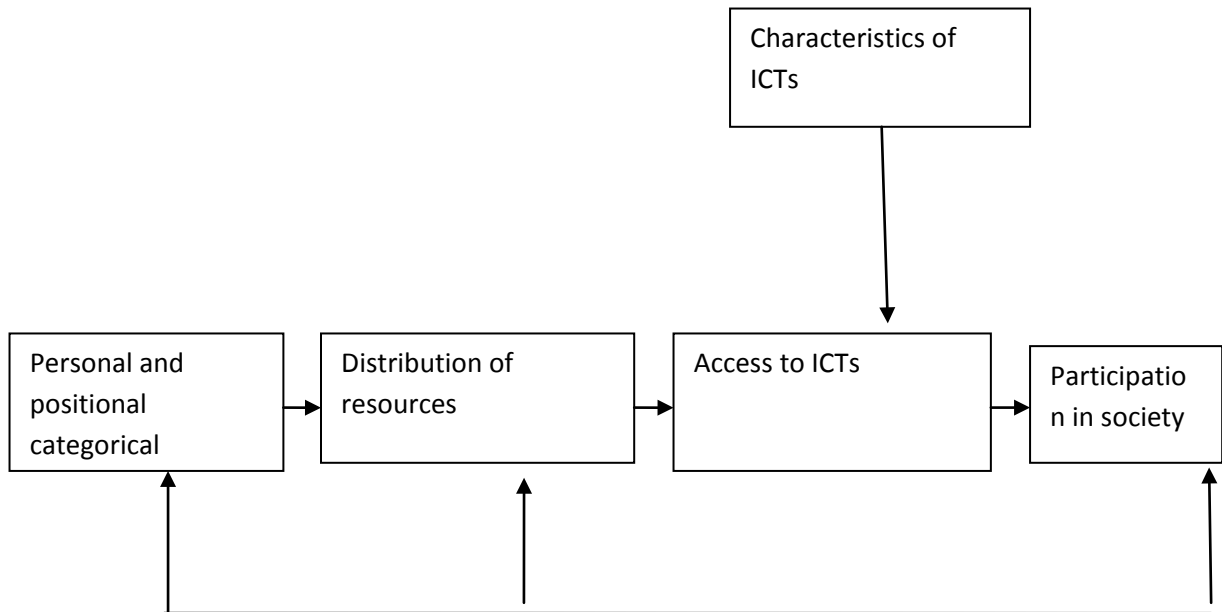 Characteristics of
ICTs
Personal and
positional
categorical
Distribution of
resources
Access to ICTs
Participatio
n in society